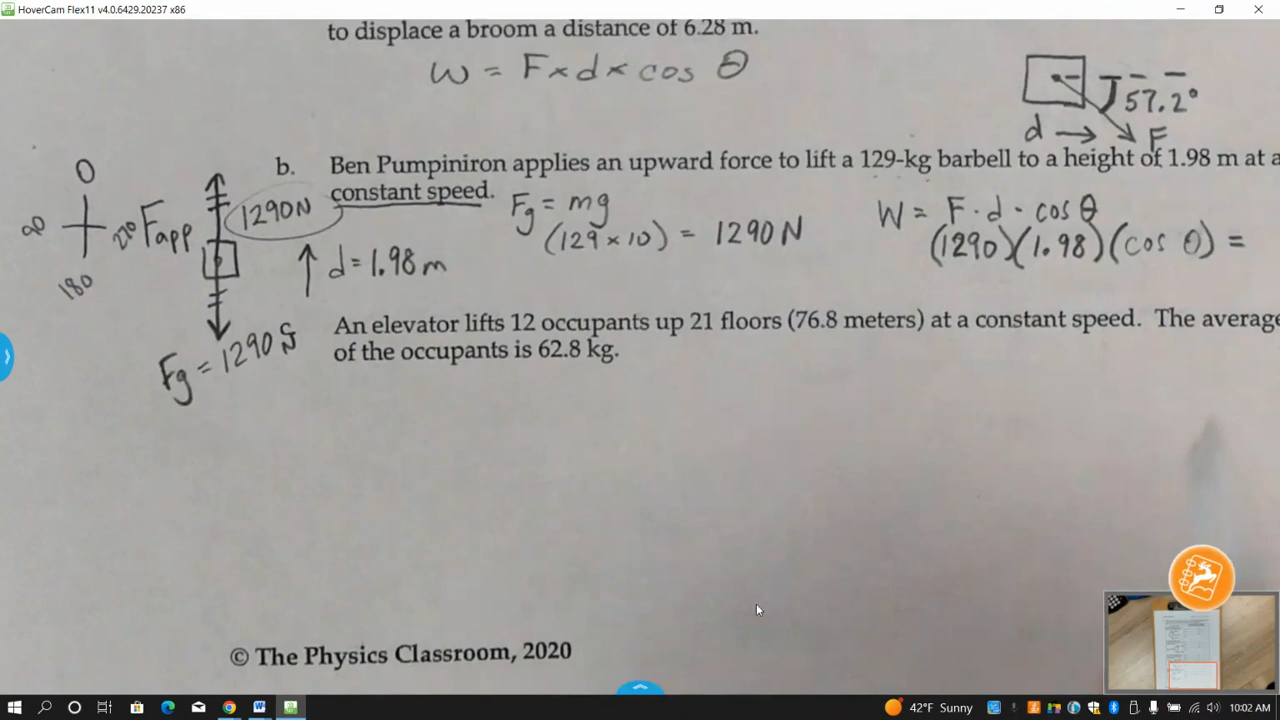 HoverCam Flex11 v4.0.6429.20237 x86
to displace a broom a distance of 6.28 m.
W = F × d × cos θ
57.2°
d → F
0
90
270
180
b. Ben Pumpiniron applies an upward force to lift a 129-kg barbell to a height of 1.98 m at a
constant speed.
Fapp
1290N
d = 1.98 m
Fg = 1290 N
Fg = mg
(129 × 10) = 1290 N
W = F · d · cos θ
(1290)(1.98)(cos θ) =
An elevator lifts 12 occupants up 21 floors (76.8 meters) at a constant speed. The average
of the occupants is 62.8 kg.
© The Physics Classroom, 2020
42°F Sunny
10:02 AM